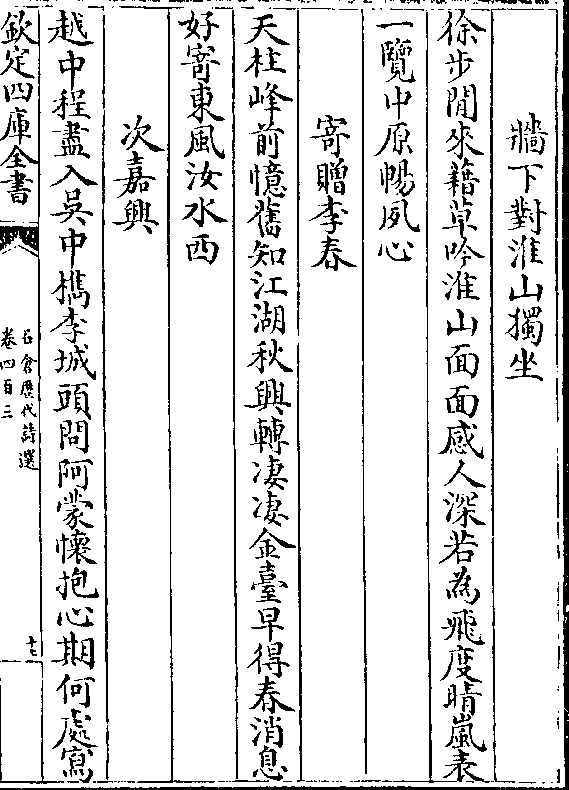 牆下對淮山獨坐
徐步閒來藉草吟淮山面面感人深若為飛度晴嵐表
一覽中原暢夙心
寄贈李春
天柱峰前憶舊知江湖秋興轉凄凄金臺早得春消息
好寄東風汝水西
次嘉興
越中程盡入吳中檇李城頭問阿蒙懷抱心期何處寫
欽定四庫全書
石倉歷代詩選
卷四百三
十七